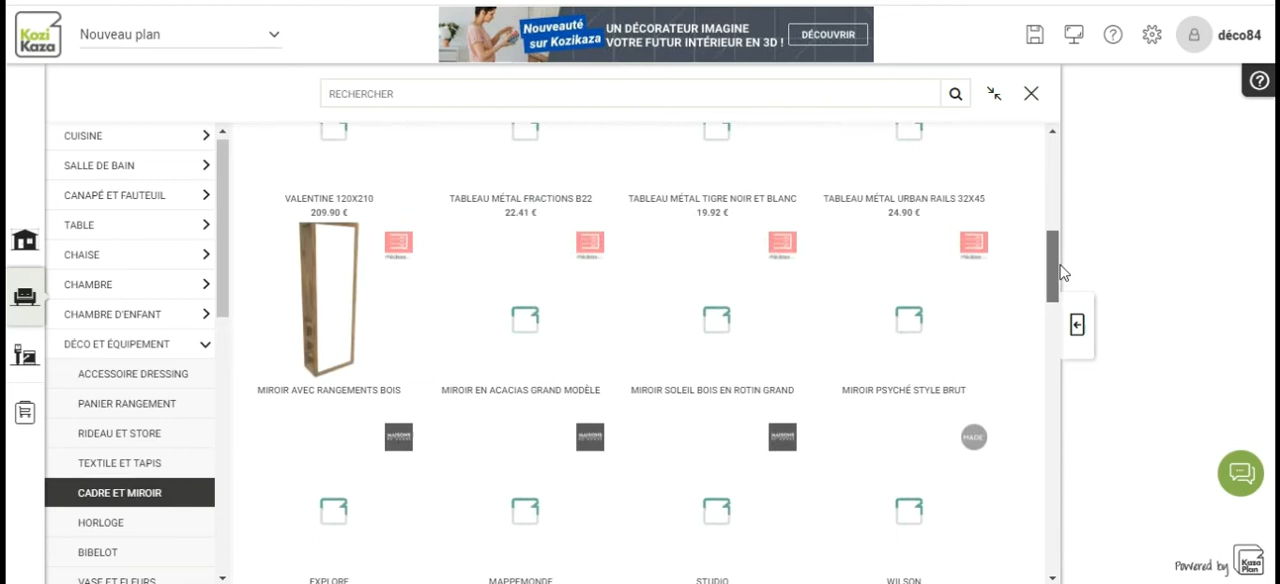 Kozi
Kaza
Nouveau plan
Nouveauté
sur Kozikaza
UN DÉCORATEUR IMAGINE
VOTRE FUTUR INTÉRIEUR EN 3D !
DÉCOUVRIR
déco84
RECHERCHER
CUISINE
SALLE DE BAIN
CANAPÉ ET FAUTEUIL
TABLE
CHAISE
CHAMBRE
CHAMBRE D'ENFANT
DÉCO ET ÉQUIPEMENT
ACCESSOIRE DRESSING
PANIER RANGEMENT
RIDEAU ET STORE
TEXTILE ET TAPIS
CADRE ET MIROIR
HORLOGE
BIBELOT
VASE ET FLEURS
VALENTINE 120X210
209.90 €
TABLEAU MÉTAL FRACTIONS B22
22.41 €
TABLEAU MÉTAL TIGRE NOIR ET BLANC
19.92 €
TABLEAU MÉTAL URBAN RAILS 32X45
24.90 €
MIROIR AVEC RANGEMENTS BOIS
MIROIR EN ACACIAS GRAND MODÈLE
MIROIR SOLEIL BOIS EN ROTIN GRAND
MIROIR PSYCHÉ STYLE BRUT
MADE
EXPLORE
MAPPEMONDE
STUDIO
WILSON
Powered by
Kaza
Plan